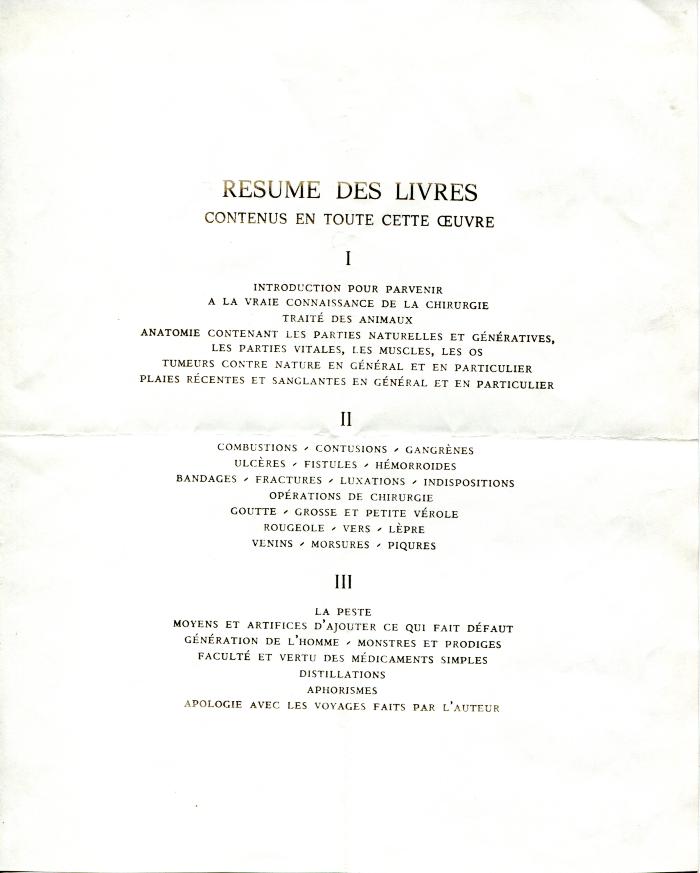 RESUME DES LIVRES
CONTENUS EN TOUTE CETTE ŒUVRE
I
INTRODUCTION POUR PARVENIR
A LA VRAIE CONNAISSANCE DE LA CHIRURGIE
TRAITÉ DES ANIMAUX
ANATOMIE CONTENANT LES PARTIES NATURELLES ET GÉNÉRATIVES,
LES PARTIES VITALES, LES MUSCLES, LES OS
TUMEURS CONTRE NATURE EN GÉNÉRAL ET EN PARTICULIER
PLAIES RÉCENTES ET SANGLANTES EN GÉNÉRAL ET EN PARTICULIER
II
COMBUSTIONS ⸝ CONTUSIONS ⸝ GANGRÈNES
ULCÈRES ⸝ FISTULES ⸝ HÉMORROIDES
BANDAGES ⸝ FRACTURES ⸝ LUXATIONS ⸝ INDISPOSITIONS
OPÉRATIONS DE CHIRURGIE
GOUTTE ⸝ GROSSE ET PETITE VÉROLE
ROUGEOLE ⸝ VERS ⸝ LÈPRE
VENINS ⸝ MORSURES ⸝ PIQURES
III
LA PESTE
MOYENS ET ARTIFICES D'AJOUTER CE QUI FAIT DÉFAUT
GÉNÉRATION DE L'HOMME ⸝ MONSTRES ET PRODIGES
FACULTÉ ET VERTU DES MÉDICAMENTS SIMPLES
DISTILLATIONS
APHORISMES
APOLOGIE AVEC LES VOYAGES FAITS PAR L'AUTEUR